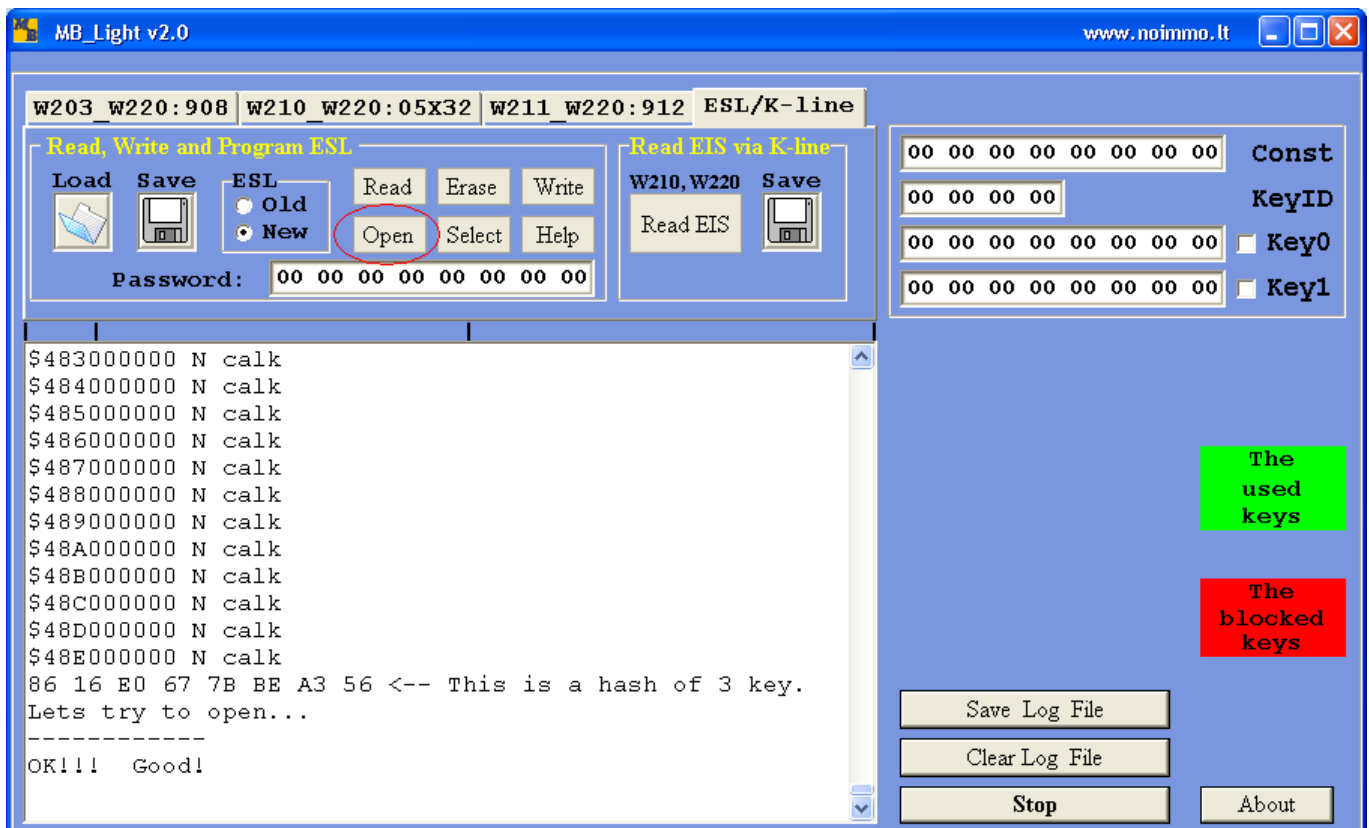 MB_Light v2.0 www.noimmo.lt
W203_W220:908 W210_W220:05X32 W211_W220:912 ESL/K-line
Read, Write and Program ESL
Load Save ESL
Old
New
Read Erase Write
Open Select Help
Password: 00 00 00 00 00 00 00 00
Read EIS via K-line
W210, W220 Save
Read EIS
00 00 00 00 00 00 00 00 Const
00 00 00 00 KeyID
00 00 00 00 00 00 00 00 Key0
00 00 00 00 00 00 00 00 Key1
$483000000 N calk
$484000000 N calk
$485000000 N calk
$486000000 N calk
$487000000 N calk
$488000000 N calk
$489000000 N calk
$48A000000 N calk
$48B000000 N calk
$48C000000 N calk
$48D000000 N calk
$48E000000 N calk
86 16 E0 67 7B BE A3 56 <-- This is a hash of 3 key.
Lets try to open...
------------
OK!!! Good!
The
used
keys
The
blocked
keys
Save Log File
Clear Log File
Stop
About